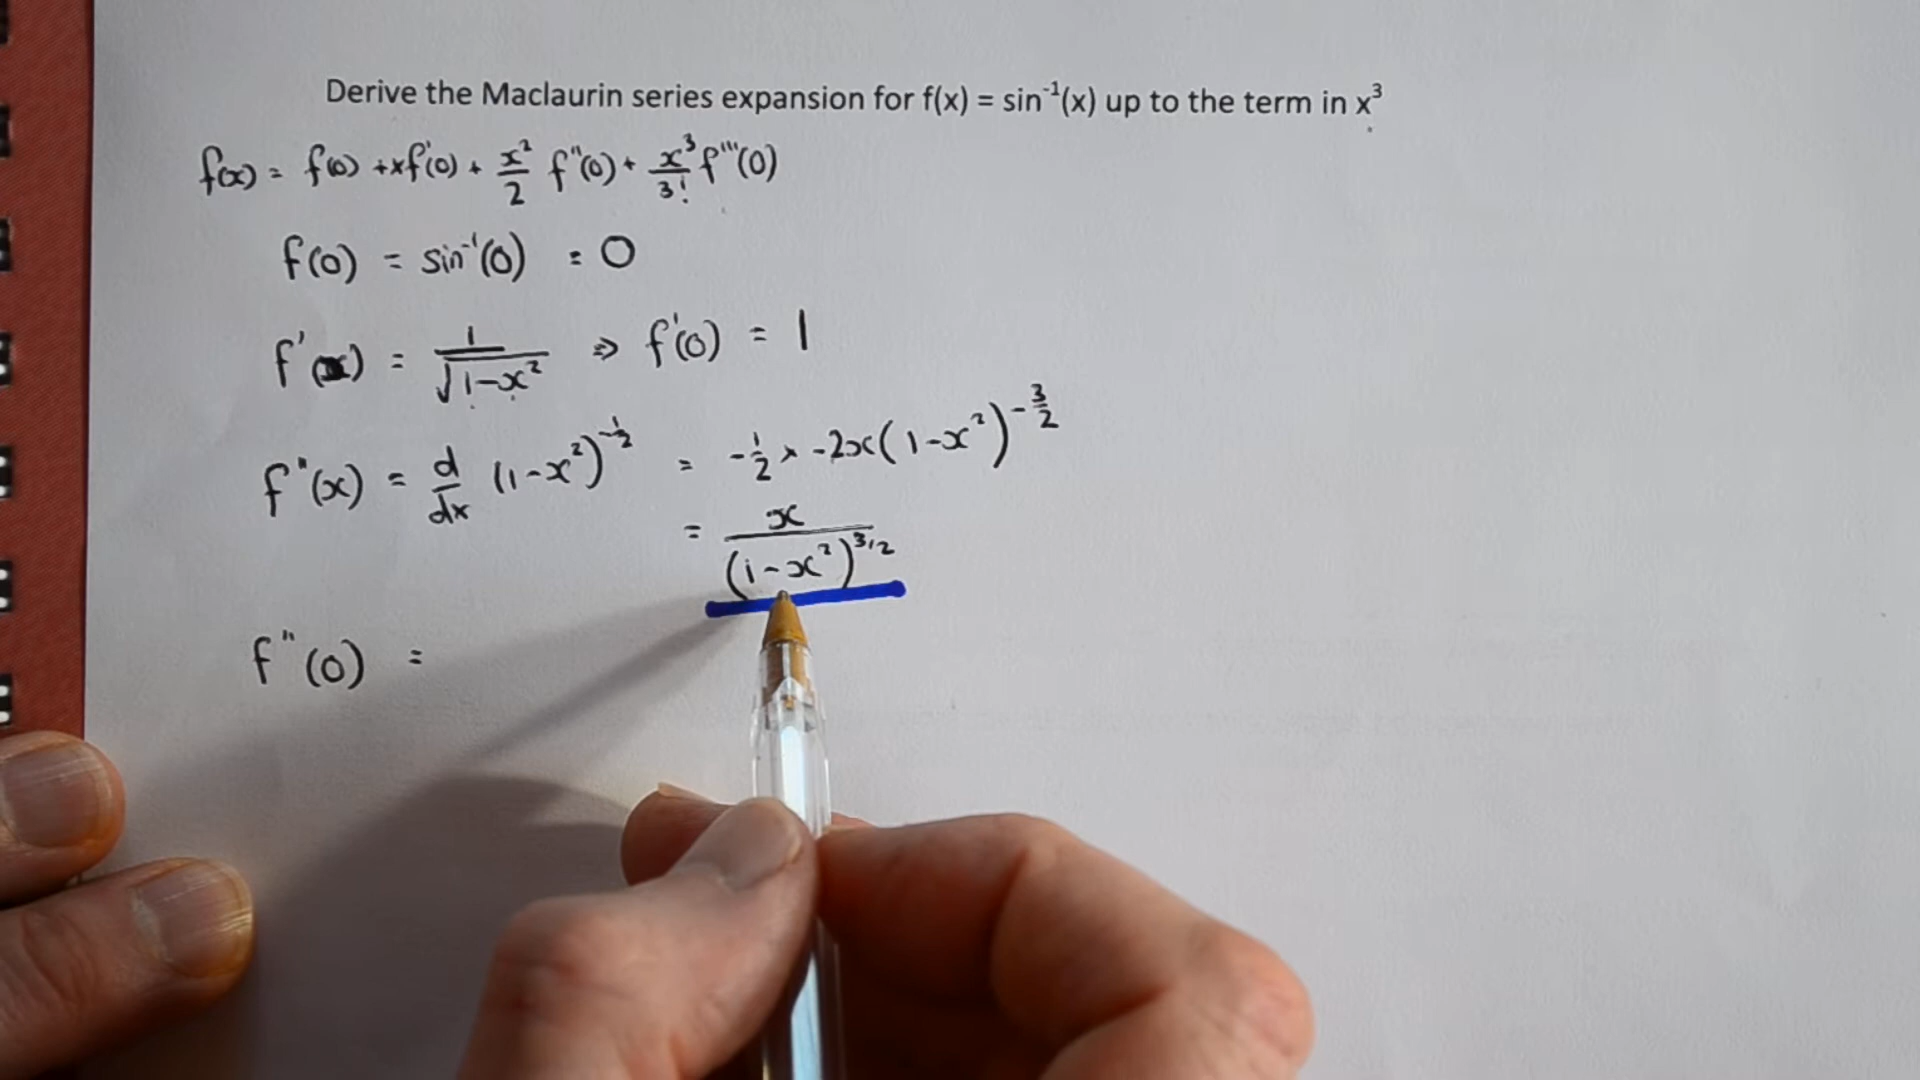 Derive the Maclaurin series expansion for f(x) = sin⁻¹(x) up to the term in x³
f(x) = f(0) + xf'(0) + x²/2 f''(0) + x³/3! f'''(0)
f(0) = sin⁻¹(0) = 0
f'(x) = 1/√(1-x²) ⇒ f'(0) = 1
f''(x) = d/dx (1-x²)^(-1/2) = -1/2 × -2x(1-x²)^(-3/2)
= x/(1-x²)^(3/2)
f''(0) =